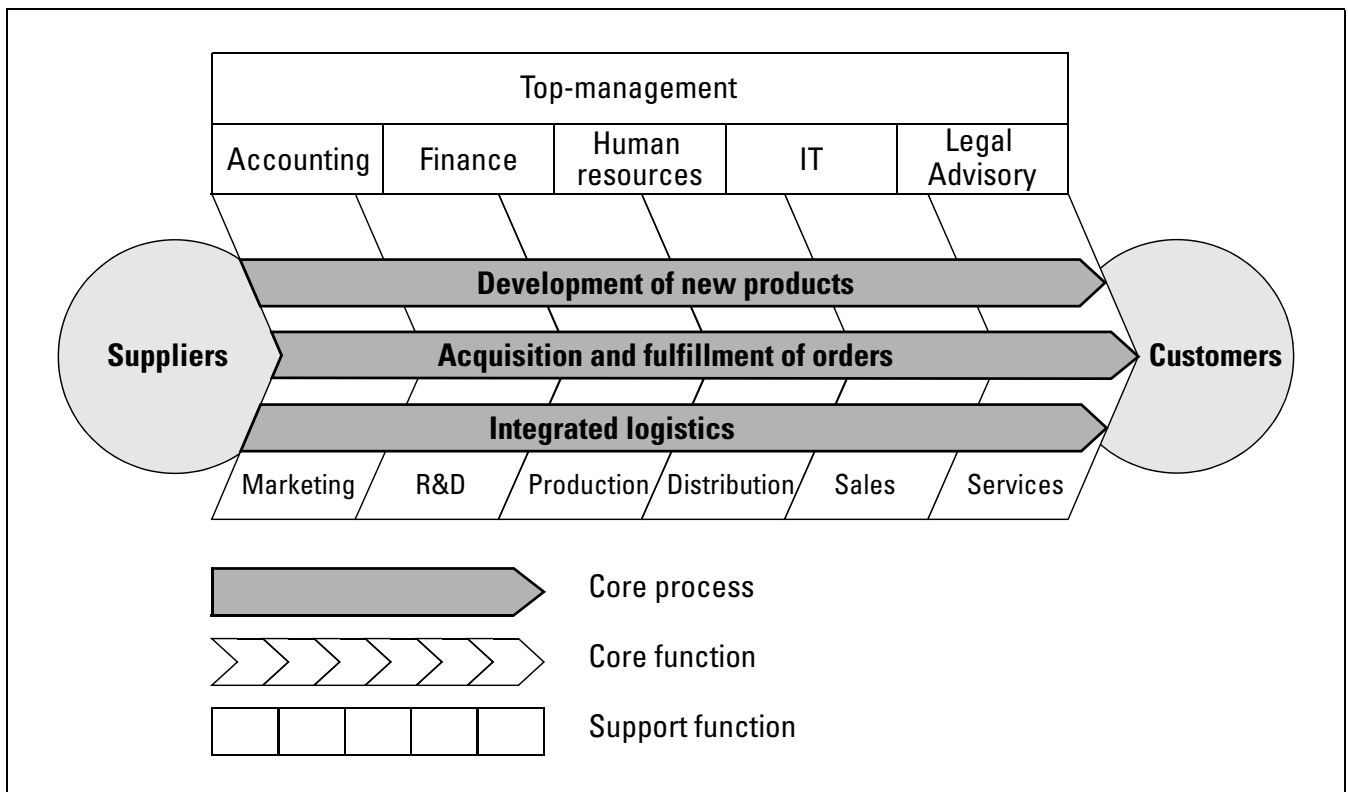 Top-management
Accounting
Finance
Human
resources
IT
Legal
Advisory
Development of new products
Suppliers
Acquisition and fulfillment of orders
Customers
Integrated logistics
Marketing
R&D
Production
Distribution
Sales
Services
Core process
Core function
Support function